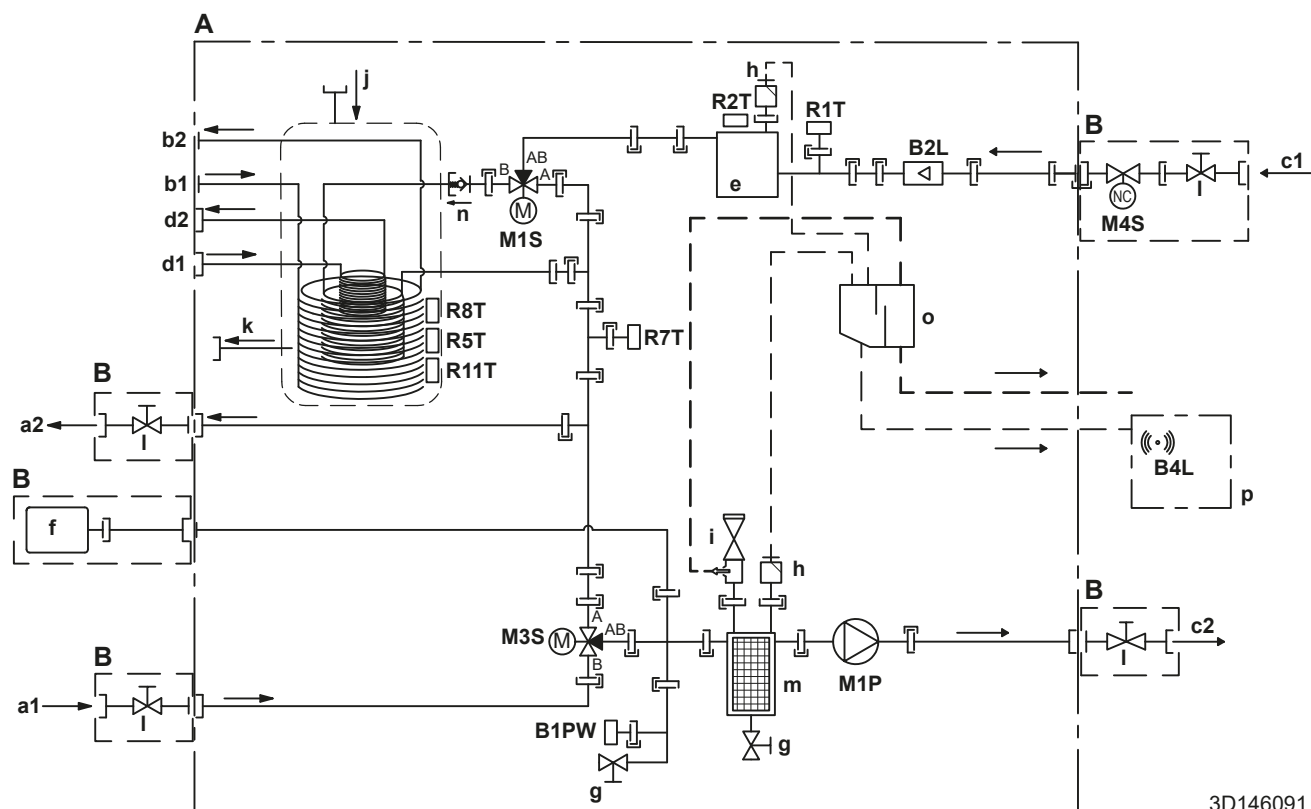 A
j
h
R2T
R1T
B2L
B
c1
b2
b1
d2
d1
AB
B
A
M
M1S
n
e
NC
M4S
l
k
R8T
R5T
R11T
R7T
o
B
a2
l
B4L
p
B
f
i
h
A
M3S
M
AB
B
B
c2
l
B
a1
l
m
M1P
B1PW
g
g
3D146091